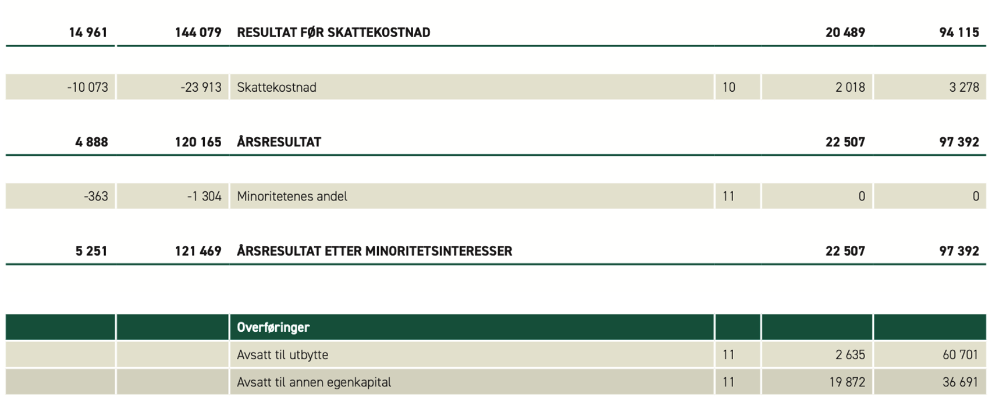 14 961 144 079 RESULTAT FØR SKATTEKOSTNAD 20 489 94 115
-10 073 -23 913 Skattekostnad 10 2 018 3 278
4 888 120 165 ÅRSRESULTAT 22 507 97 392
-363 -1 304 Minoritetenes andel 11 0 0
5 251 121 469 ÅRSRESULTAT ETTER MINORITETSINTERESSER 22 507 97 392
Overføringer
Avsatt til utbytte 11 2 635 60 701
Avsatt til annen egenkapital 11 19 872 36 691